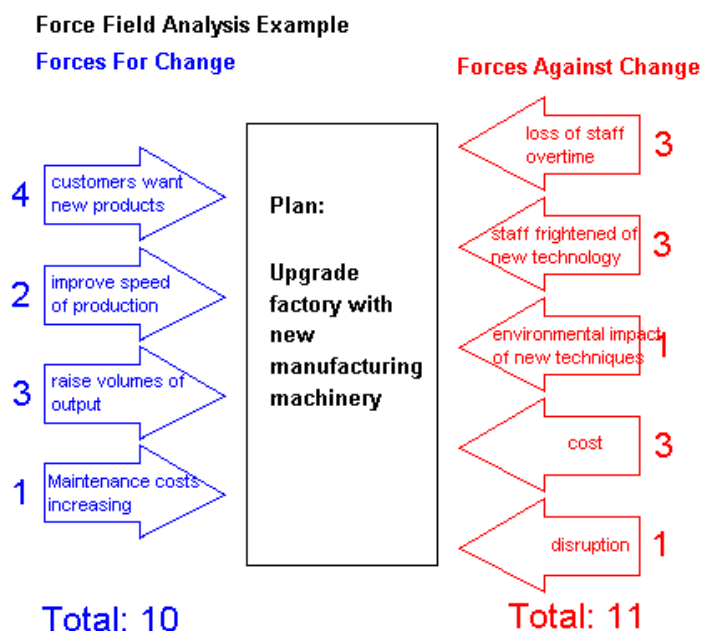 Force Field Analysis Example
Forces For Change
Forces Against Change
4
customers want
new products
2
improve speed
of production
3
raise volumes of
output
1
Maintenance costs
increasing
Total: 10
Plan:
Upgrade
factory with
new
manufacturing
machinery
loss of staff
overtime
3
staff frightened of
new technology
3
environmental impact
of new techniques
1
cost
3
disruption
1
Total: 11